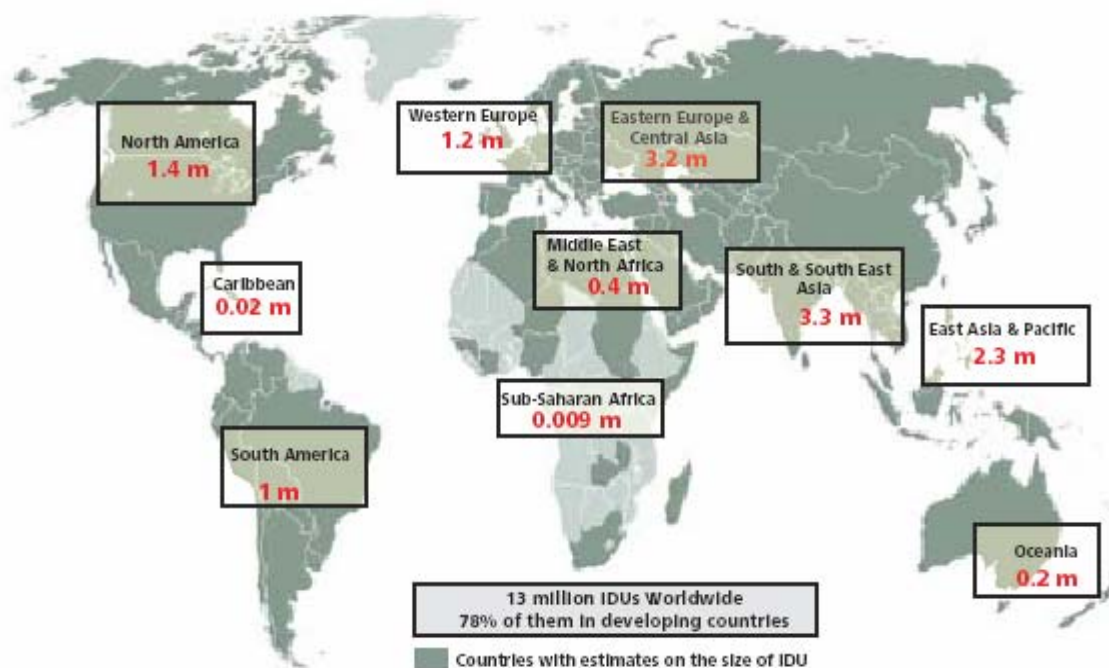 North America
1.4 m
Western Europe
1.2 m
Eastern Europe &
Central Asia
3.2 m
Middle East
& North Africa
0.4 m
South & South East
Asia
3.3 m
Caribbean
0.02 m
East Asia & Pacific
2.3 m
Sub-Saharan Africa
0.009 m
South America
1 m
Oceania
0.2 m
13 million IDUs Worldwide
78% of them in developing countries
Countries with estimates on the size of IDU